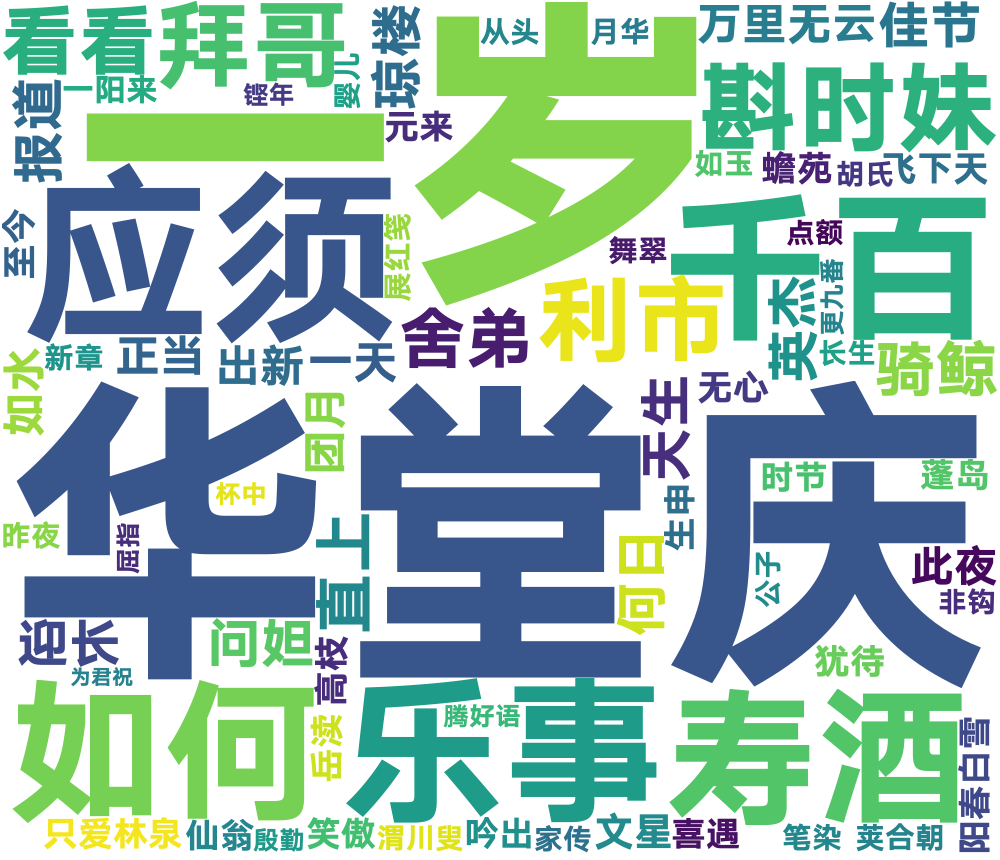 看看
拜哥
琼楼
从头
月华
万里无云
佳节
报道
一阳来
铿年
婴儿
一岁
元来
斟时妹
如玉
蟾苑
胡氏
飞下天
应须
至今
展红笺
舞翠
点额
千百
英杰
更九番
新章
正当
出新
一天
舍弟
利市
长生
骑鲸
如水
团月
天生
无心
华堂庆
杯中
时节
蓬岛
昨夜
屈指
直上
何日
生申
公子
此夜
非钩
迎长
问妲
高枝
为君祝
犹待
如何
岳渎
乐事
腾好语
寿酒
阳春白雪
只爱林泉
仙翁
殷勤
笑傲
渭川叟
吟出
家传
文星
喜遇
笔染
荚合朝